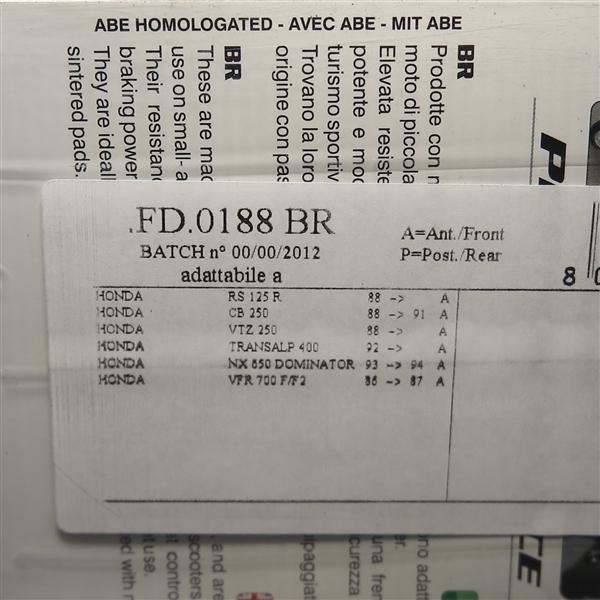 ABE HOMOLOGATED - AVEC ABE - MIT ABE
BR
Prodotte con
moto di piccola
Elevata resiste
potente e mod
turismo sportiv
Trovano la loro
origine con pas
BR
These are mad
use on small- a
Their resistanc
braking power
They are ideall
sintered pads.
.FD.0188 BR
BATCH n° 00/00/2012
adattabile a
A=Ant./Front
P=Post./Rear
8 0
HONDA RS 125 R 88 -> A
HONDA CB 250 88 -> 91 A
HONDA VTZ 250 88 -> A
HONDA TRANSALP 400 92 -> A
HONDA NX 650 DOMINATOR 93 -> 94 A
HONDA VFR 700 F/F2 86 -> 87 A